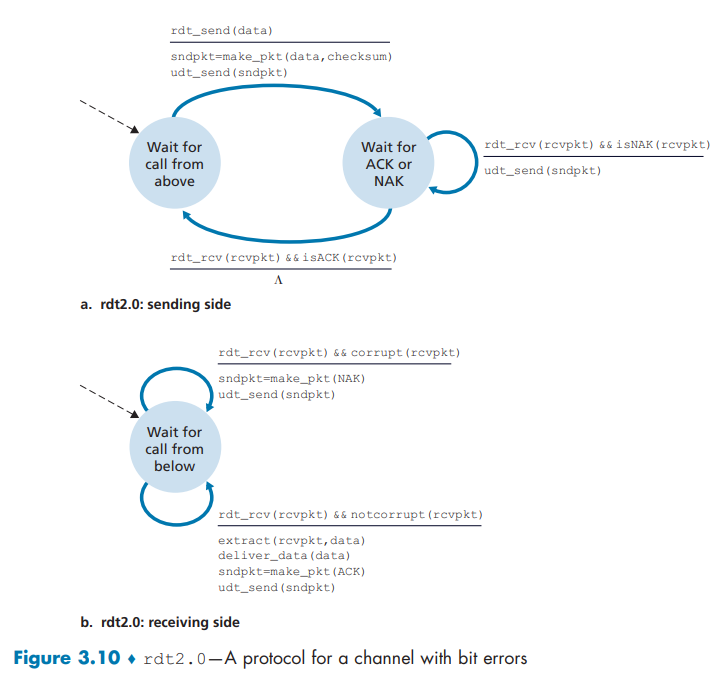 rdt_send(data)
sndpkt=make_pkt(data,checksum)
udt_send(sndpkt)
Wait for
call from
above
Wait for
ACK or
NAK
rdt_rcv(rcvpkt) && isNAK(rcvpkt)
udt_send(sndpkt)
rdt_rcv(rcvpkt) && isACK(rcvpkt)
Λ
a. rdt2.0: sending side
rdt_rcv(rcvpkt) && corrupt(rcvpkt)
sndpkt=make_pkt(NAK)
udt_send(sndpkt)
Wait for
call from
below
rdt_rcv(rcvpkt) && notcorrupt(rcvpkt)
extract(rcvpkt,data)
deliver_data(data)
sndpkt=make_pkt(ACK)
udt_send(sndpkt)
b. rdt2.0: receiving side
Figure 3.10 ♦ rdt2.0—A protocol for a channel with bit errors